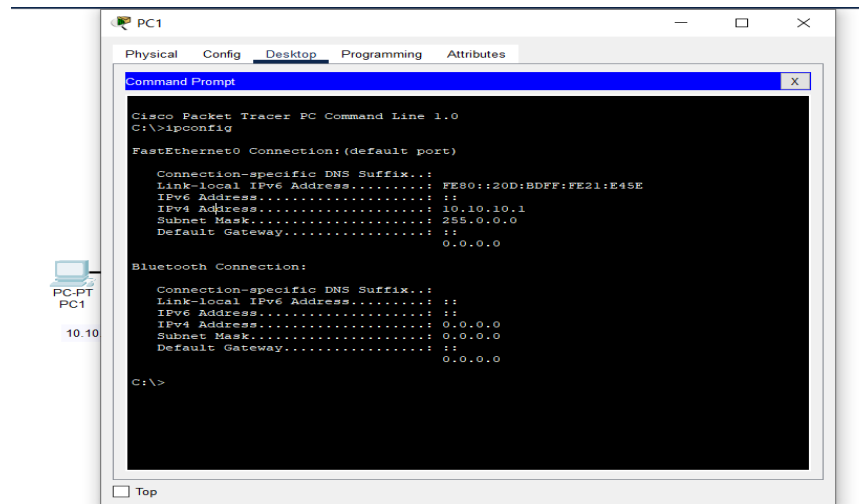 PC1
Physical Config Desktop Programming Attributes
Command Prompt
X
Cisco Packet Tracer PC Command Line 1.0
C:\>ipconfig
FastEthernet0 Connection:(default port)
Connection-specific DNS Suffix..:
Link-local IPv6 Address.........: FE80::20D:BDFF:FE21:E45E
IPv6 Address....................: ::
IPv4 Address....................: 10.10.10.1
Subnet Mask.....................: 255.0.0.0
Default Gateway.................: ::
0.0.0.0
Bluetooth Connection:
Connection-specific DNS Suffix..:
Link-local IPv6 Address.........: ::
IPv6 Address....................: ::
IPv4 Address....................: 0.0.0.0
Subnet Mask.....................: 0.0.0.0
Default Gateway.................: ::
0.0.0.0
C:\>
PC-PT
PC1
10.10
Top